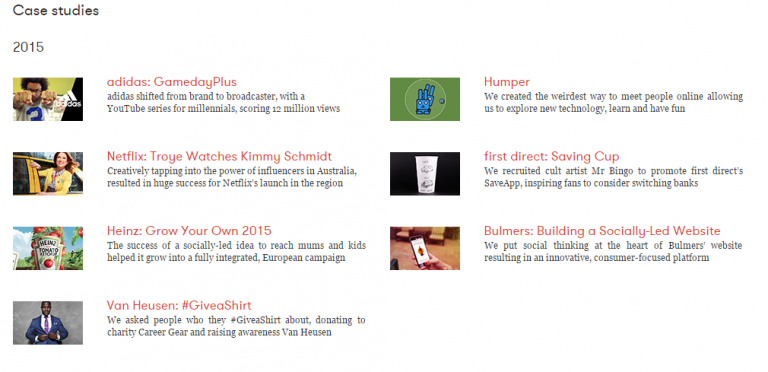 Case studies
2015
adidas: GamedayPlus
adidas shifted from brand to broadcaster, with a
YouTube series for millennials, scoring 12 million views
Humper
We created the weirdest way to meet people online allowing
us to explore new technology, learn and have fun
Netflix: Troye Watches Kimmy Schmidt
Creatively tapping into the power of influencers in Australia,
resulted in huge success for Netflix's launch in the region
first direct: Saving Cup
We recruited cult artist Mr Bingo to promote first direct's
SaveApp, inspiring fans to consider switching banks
Heinz: Grow Your Own 2015
The success of a socially-led idea to reach mums and kids
helped it grow into a fully integrated, European campaign
Bulmers: Building a Socially-Led Website
We put social thinking at the heart of Bulmers' website
resulting in an innovative, consumer-focused platform
Van Heusen: #GiveaShirt
We asked people who they #GiveaShirt about, donating to
charity Career Gear and raising awareness Van Heusen
adidas
HEINZ
TOMATO
KETCHUP